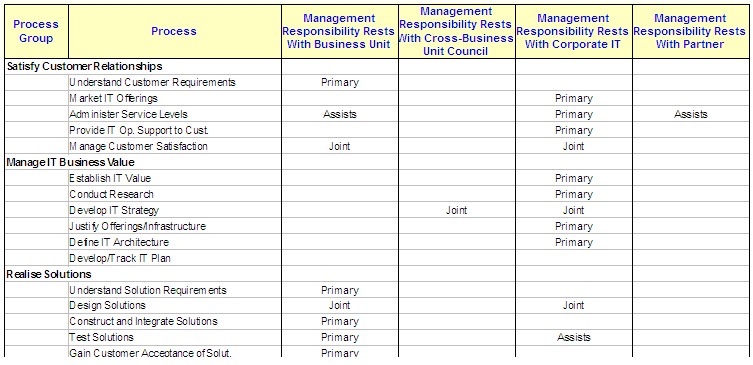 Process Group
Process
Management Responsibility Rests With Business Unit
Management Responsibility Rests With Cross-Business Unit Council
Management Responsibility Rests With Corporate IT
Management Responsibility Rests With Partner
Satisfy Customer Relationships
Understand Customer Requirements Primary
Market IT Offerings Primary
Administer Service Levels Assists Primary Assists
Provide IT Op. Support to Cust. Primary
Manage Customer Satisfaction Joint Joint
Manage IT Business Value
Establish IT Value Primary
Conduct Research Primary
Develop IT Strategy Joint Joint
Justify Offerings/Infrastructure Primary
Define IT Architecture Primary
Develop/Track IT Plan
Realise Solutions
Understand Solution Requirements Primary
Design Solutions Joint Joint
Construct and Integrate Solutions Primary
Test Solutions Primary Assists
Gain Customer Acceptance of Solut. Primary